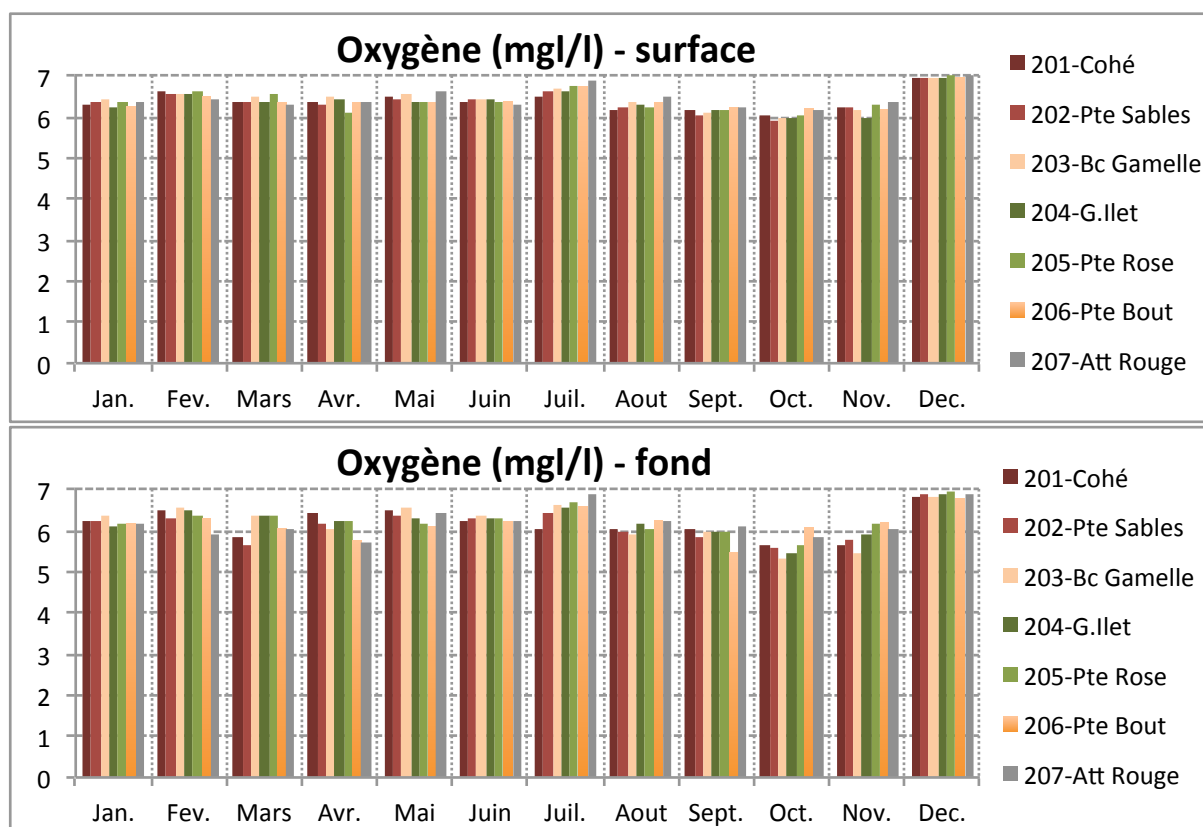 Oxygène (mgl/l) - surface
7
6
5
4
3
2
1
0
Jan. Fev. Mars Avr. Mai Juin Juil. Aout Sept. Oct. Nov. Dec.
201-Cohé
202-Pte Sables
203-Bc Gamelle
204-G.Ilet
205-Pte Rose
206-Pte Bout
207-Att Rouge
Oxygène (mgl/l) - fond
7
6
5
4
3
2
1
0
Jan. Fev. Mars Avr. Mai Juin Juil. Aout Sept. Oct. Nov. Dec.
201-Cohé
202-Pte Sables
203-Bc Gamelle
204-G.Ilet
205-Pte Rose
206-Pte Bout
207-Att Rouge